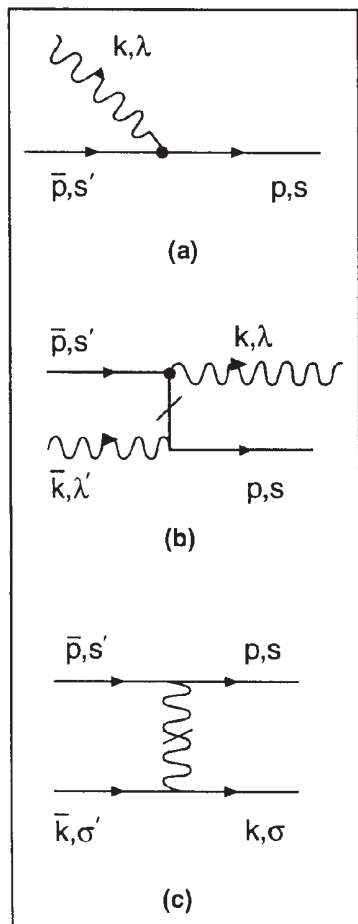 k,λ
p̄,s′ p,s
(a)
p̄,s′ k,λ
k̄,λ′ p,s
(b)
p̄,s′ p,s
k̄,σ′ k,σ
(c)